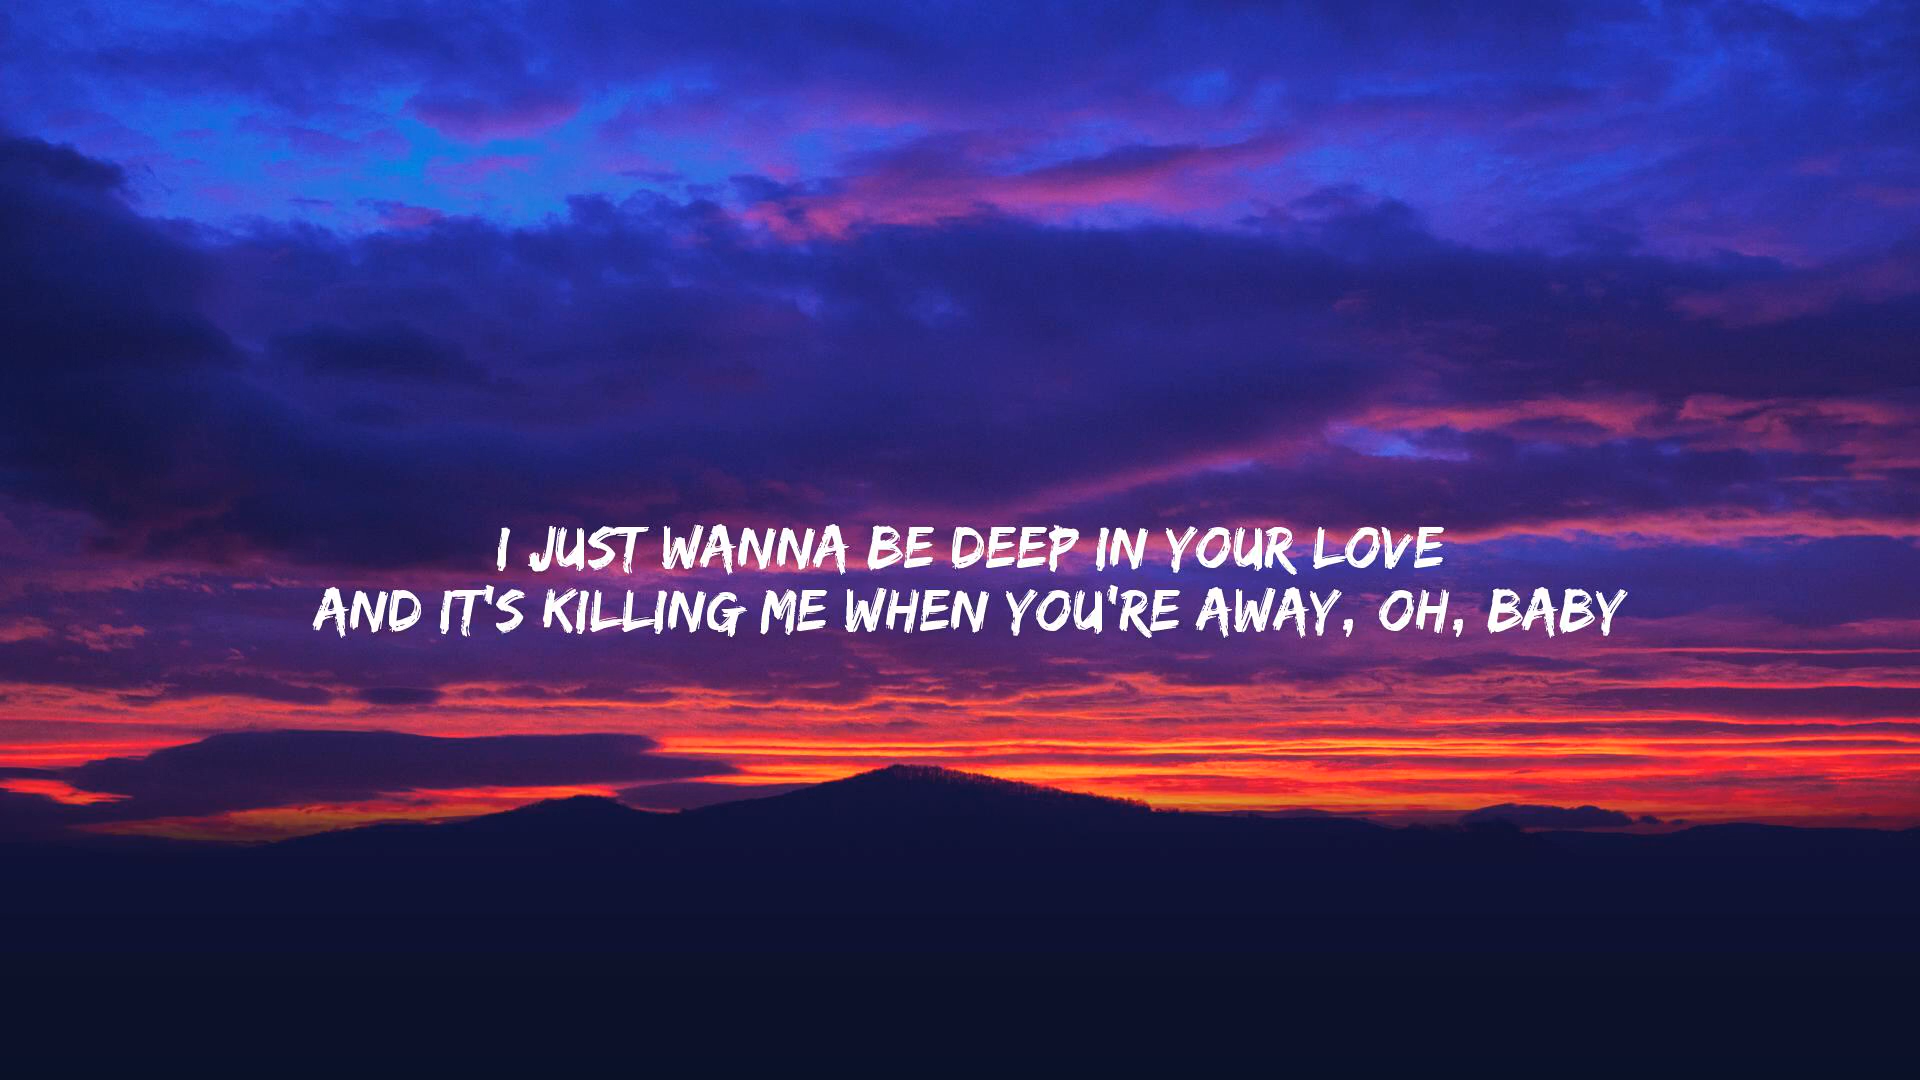 I JUST WANNA BE DEEP IN YOUR LOVE
AND IT'S KILLING ME WHEN YOU'RE AWAY, OH, BABY